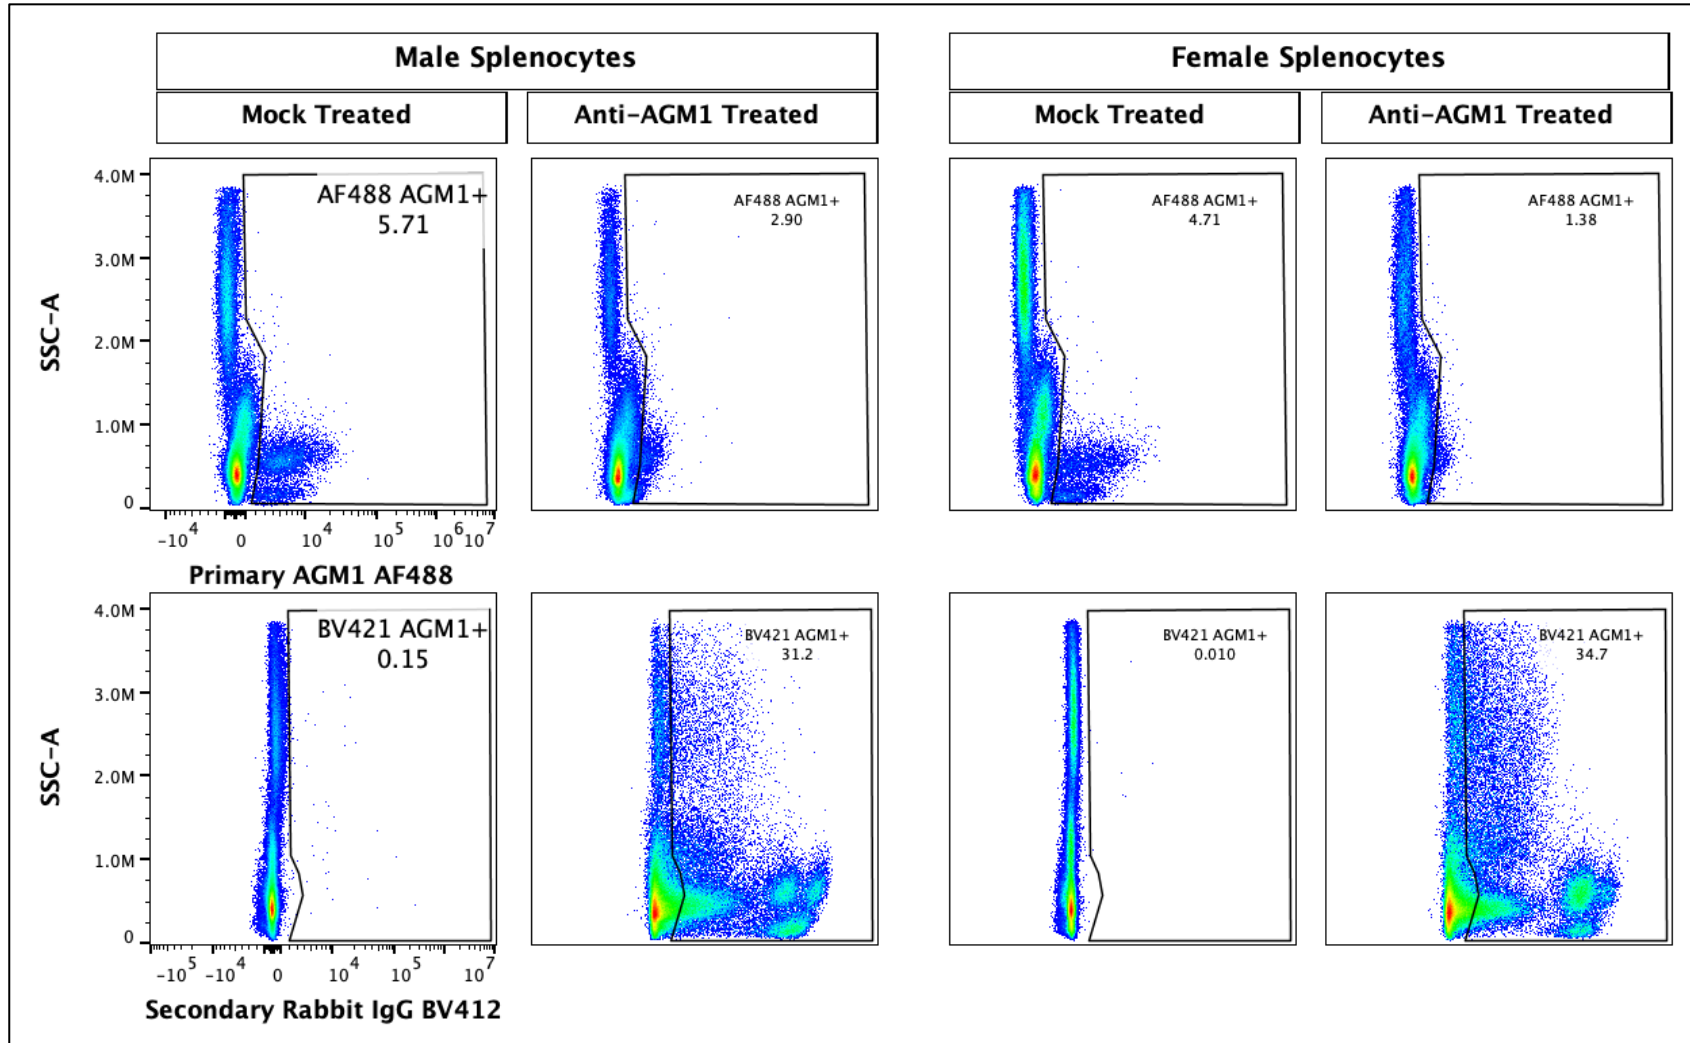 Male Splenocytes
Female Splenocytes
Mock Treated
Anti-AGM1 Treated
Mock Treated
Anti-AGM1 Treated
SSC-A
4.0M
3.0M
2.0M
1.0M
0
AF488 AGM1+
5.71
AF488 AGM1+
2.90
AF488 AGM1+
4.71
AF488 AGM1+
1.38
-10^4 0 10^4 10^5 10^6 10^7
Primary AGM1 AF488
SSC-A
4.0M
3.0M
2.0M
1.0M
0
BV421 AGM1+
0.15
BV421 AGM1+
31.2
BV421 AGM1+
0.010
BV421 AGM1+
34.7
-10^5 -10^4 0 10^4 10^5 10^7
Secondary Rabbit IgG BV412